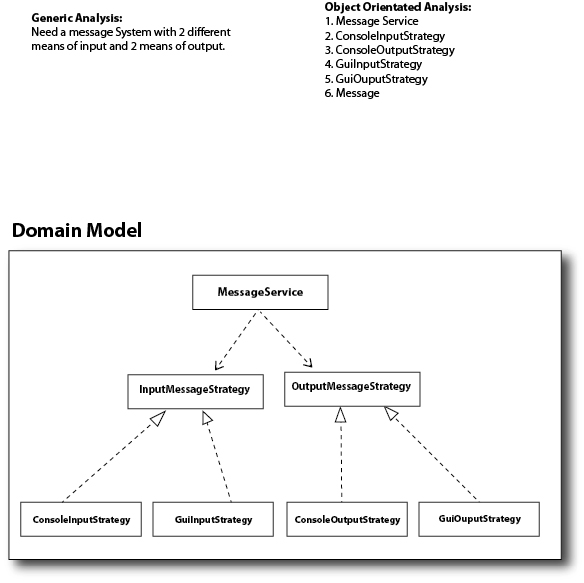 Generic Analysis:
Need a message System with 2 different
means of input and 2 means of output.
Object Orientated Analysis:
1. Message Service
2. ConsoleInputStrategy
3. ConsoleOutputStrategy
4. GuiInputStrategy
5. GuiOuputStrategy
6. Message
Domain Model
MessageService
InputMessageStrategy
OutputMessageStrategy
ConsoleInputStrategy
GuiInputStrategy
ConsoleOutputStrategy
GuiOuputStrategy